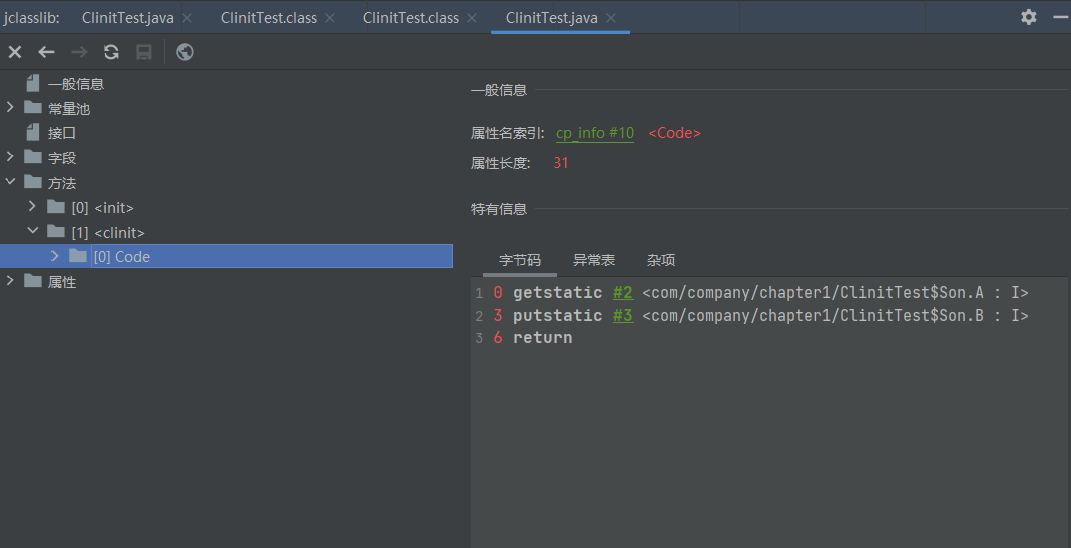 jclasslib: ClinitTest.java ClinitTest.class ClinitTest.class ClinitTest.java
一般信息
常量池
接口
字段
方法
[0] <init>
[1] <clinit>
[0] Code
属性
一般信息
属性名索引: cp_info #10 <Code>
属性长度: 31
特有信息
字节码 异常表 杂项
1 0 getstatic #2 <com/company/chapter1/ClinitTest$Son.A : I>
2 3 putstatic #3 <com/company/chapter1/ClinitTest$Son.B : I>
3 6 return